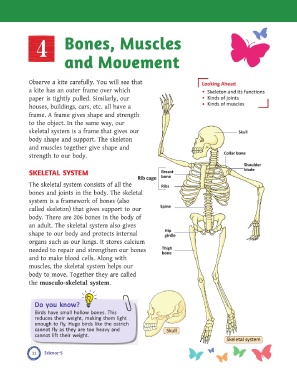 4
Bones, Muscles
and Movement
Observe a kite carefully. You will see that
a kite has an outer frame over which
paper is tightly pulled. Similarly, our
houses, buildings, cars, etc. all have a
frame. A frame gives shape and strength
to the object. In the same way, our
skeletal system is a frame that gives our
body shape and support. The skeleton
and muscles together give shape and
strength to our body.
Looking Ahead
• Skeleton and its functions
• Kinds of joints
• Kinds of muscles
SKELETAL SYSTEM
The skeletal system consists of all the
bones and joints in the body. The skeletal
system is a framework of bones (also
called skeleton) that gives support to our
body. There are 206 bones in the body of
an adult. The skeletal system also gives
shape to our body and protects internal
organs such as our lungs. It stores calcium
needed to repair and strengthen our bones
and to make blood cells. Along with
muscles, the skeletal system helps our
body to move. Together they are called
the musculo-skeletal system.
Skull
Collar bone
Shoulder
blade
Breast
bone
Rib cage
Ribs
Spine
Hip
girdle
Thigh
bone
Do you know?
Birds have small hollow bones. This
reduces their weight, making them light
enough to fly. Huge birds like the ostrich
cannot fly as they are too heavy and
cannot lift their weight.
Skull
Skeletal system
Science-5